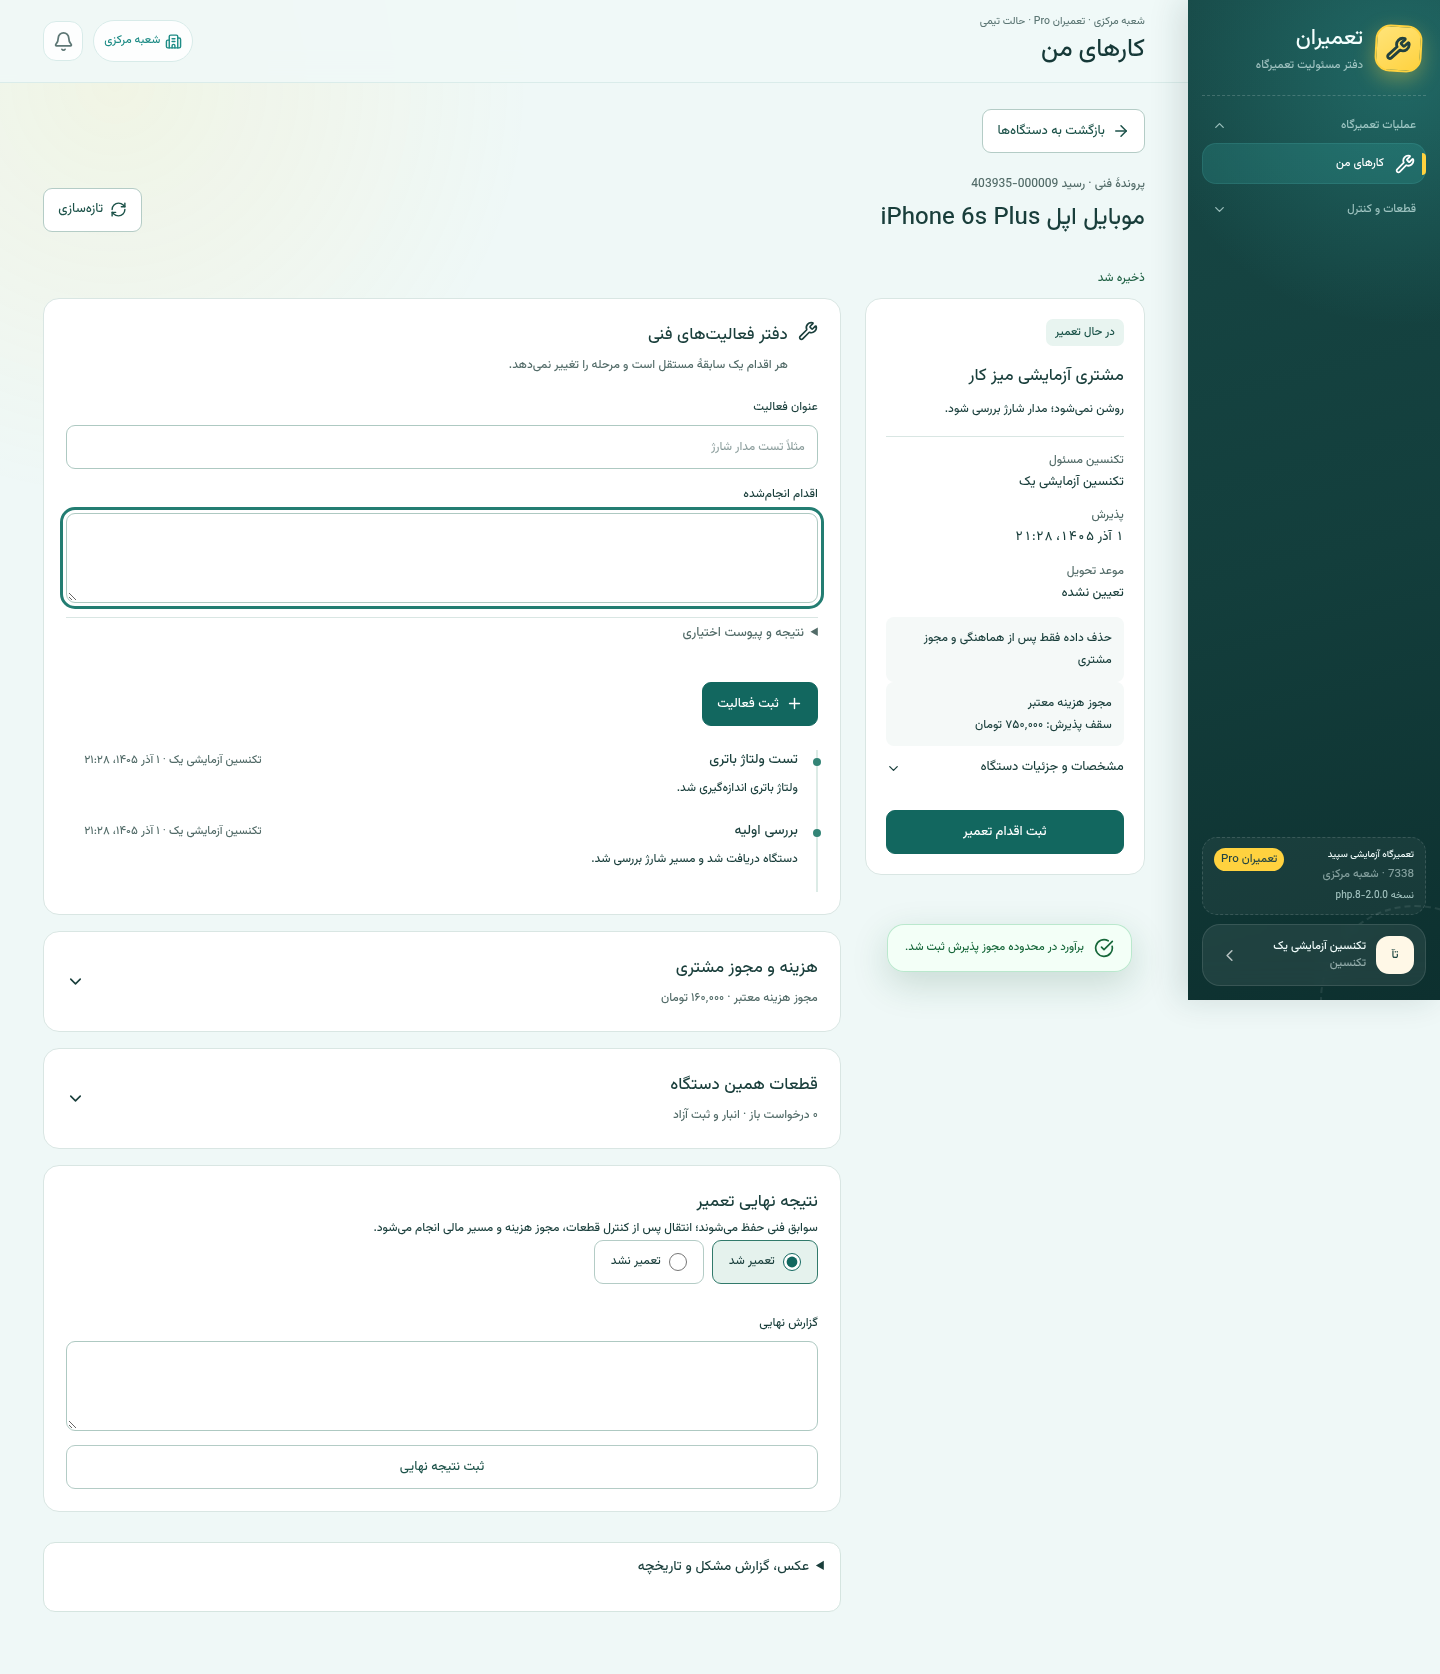 تعمیران
دفتر مسئولیت تعمیرگاه
عملیات تعمیرگاه
کارهای من
قطعات و کنترل
تعمیرگاه آزمایشی سپید
7338 · شعبه مرکزی
نسخه php.8-2.0.0
تعمیران Pro
تآ
تکنسین آزمایشی یک
تکنسین
شعبه مرکزی · تعمیران Pro · حالت تیمی
کارهای من
شعبه مرکزی
بازگشت به دستگاه‌ها
پروندهٔ فنی · رسید 000009-403935
موبایل اپل iPhone 6s Plus
تازه‌سازی
ذخیره شد
در حال تعمیر
مشتری آزمایشی میز کار
روشن نمی‌شود؛ مدار شارژ بررسی شود.
تکنسین مسئول
تکنسین آزمایشی یک
پذیرش
۱ آذر ۱۴۰۵، ۲۱:۲۸
موعد تحویل
تعیین نشده
حذف داده فقط پس از هماهنگی و مجوز
مشتری
مجوز هزینه معتبر
سقف پذیرش: ۷۵۰,۰۰۰ تومان
مشخصات و جزئیات دستگاه
ثبت اقدام تعمیر
برآورد در محدوده مجوز پذیرش ثبت شد.
دفتر فعالیت‌های فنی
هر اقدام یک سابقهٔ مستقل است و مرحله را تغییر نمی‌دهد.
عنوان فعالیت
مثلاً تست مدار شارژ
اقدام انجام‌شده
نتیجه و پیوست اختیاری
ثبت فعالیت
تست ولتاژ باتری
تکنسین آزمایشی یک · ۱ آذر ۱۴۰۵، ۲۱:۲۸
ولتاژ باتری اندازه‌گیری شد.
بررسی اولیه
تکنسین آزمایشی یک · ۱ آذر ۱۴۰۵، ۲۱:۲۸
دستگاه دریافت شد و مسیر شارژ بررسی شد.
هزینه و مجوز مشتری
مجوز هزینه معتبر · ۱۶۰,۰۰۰ تومان
قطعات همین دستگاه
۰ درخواست باز · انبار و ثبت آزاد
نتیجه نهایی تعمیر
سوابق فنی حفظ می‌شوند؛ انتقال پس از کنترل قطعات، مجوز هزینه و مسیر مالی انجام می‌شود.
تعمیر شد
تعمیر نشد
گزارش نهایی
ثبت نتیجه نهایی
عکس، گزارش مشکل و تاریخچه